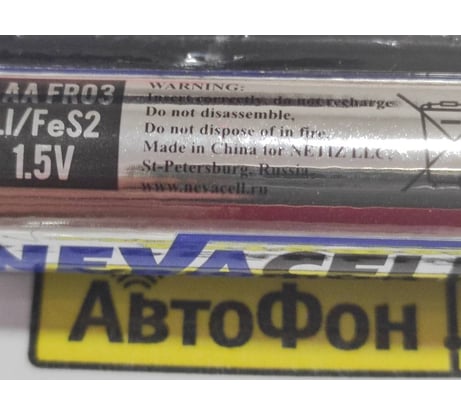 AA FR03
LI/FeS2
1.5V
WARNING:
Insert correctly, do not recharge
Do not disassemble,
Do not dispose of in fire.
Made in China for NETIZ LLC,
St-Petersburg, Russia.
www.nevacell.ru
NEVACELL
АВТОФОН